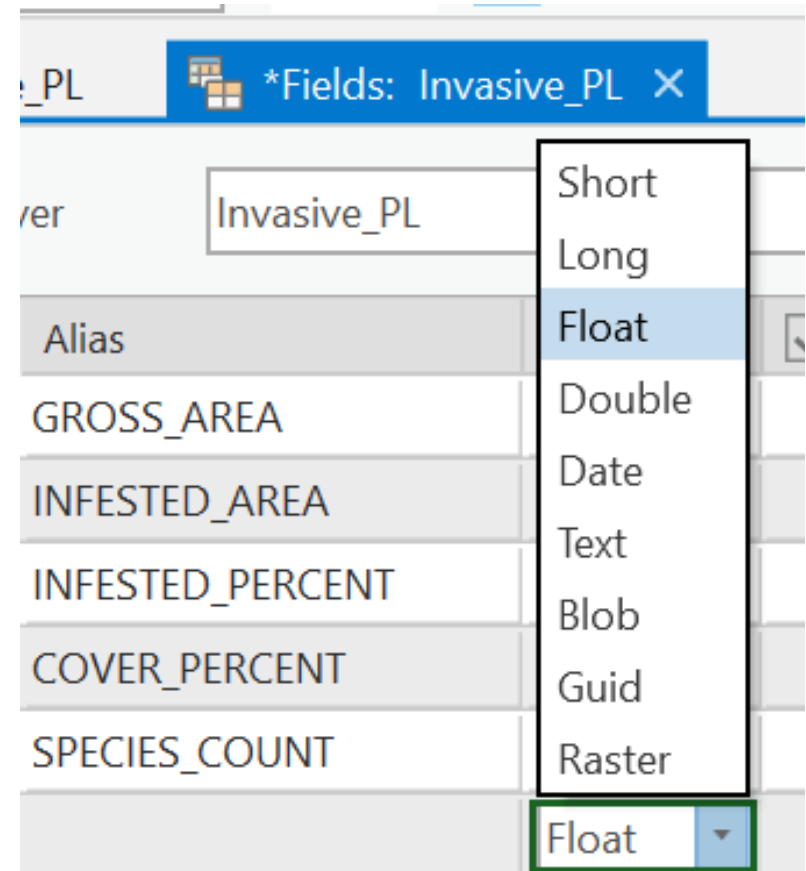 _PL
*Fields: Invasive_PL
yer Invasive_PL
Alias
GROSS_AREA
INFESTED_AREA
INFESTED_PERCENT
COVER_PERCENT
SPECIES_COUNT
Short
Long
Float
Double
Date
Text
Blob
Guid
Raster
Float